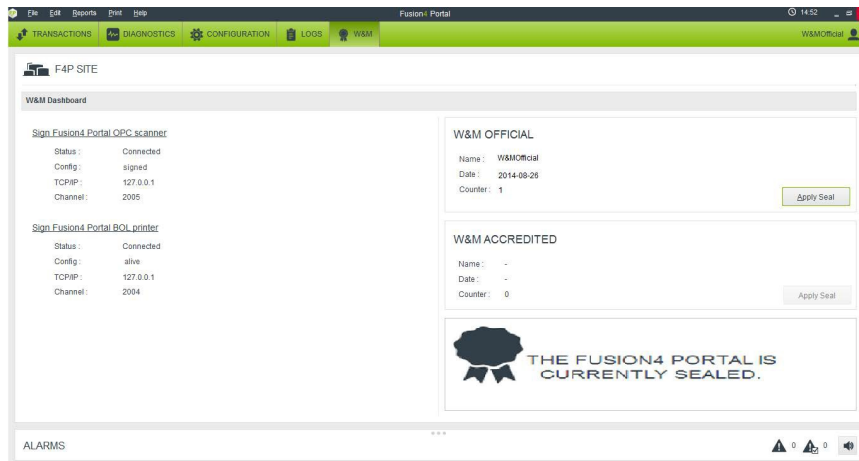 File Edit Reports Print Help Fusion4 Portal 14:52
TRANSACTIONS DIAGNOSTICS CONFIGURATION LOGS W&M W&MOfficial
F4P SITE
W&M Dashboard
Sign Fusion4 Portal OPC scanner
Status : Connected
Config : signed
TCP/IP : 127.0.0.1
Channel : 2005
Sign Fusion4 Portal BOL printer
Status : Connected
Config : alive
TCP/IP : 127.0.0.1
Channel : 2004
W&M OFFICIAL
Name : W&MOfficial
Date : 2014-08-26
Counter : 1
Apply Seal
W&M ACCREDITED
Name : -
Date : -
Counter : 0
Apply Seal
THE FUSION4 PORTAL IS
CURRENTLY SEALED.
ALARMS 0 0